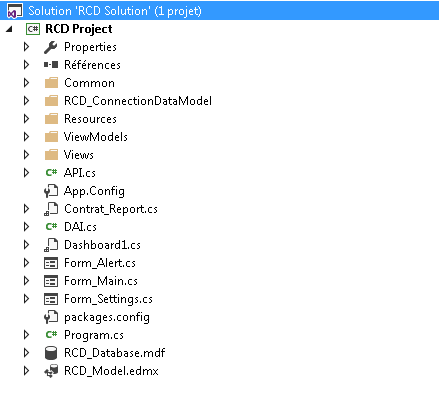 Solution 'RCD Solution' (1 projet)
C# RCD Project
Properties
Références
Common
RCD_ConnectionDataModel
Resources
ViewModels
Views
C# API.cs
App.Config
Contrat_Report.cs
C# DAI.cs
Dashboard1.cs
Form_Alert.cs
Form_Main.cs
Form_Settings.cs
packages.config
C# Program.cs
RCD_Database.mdf
RCD_Model.edmx